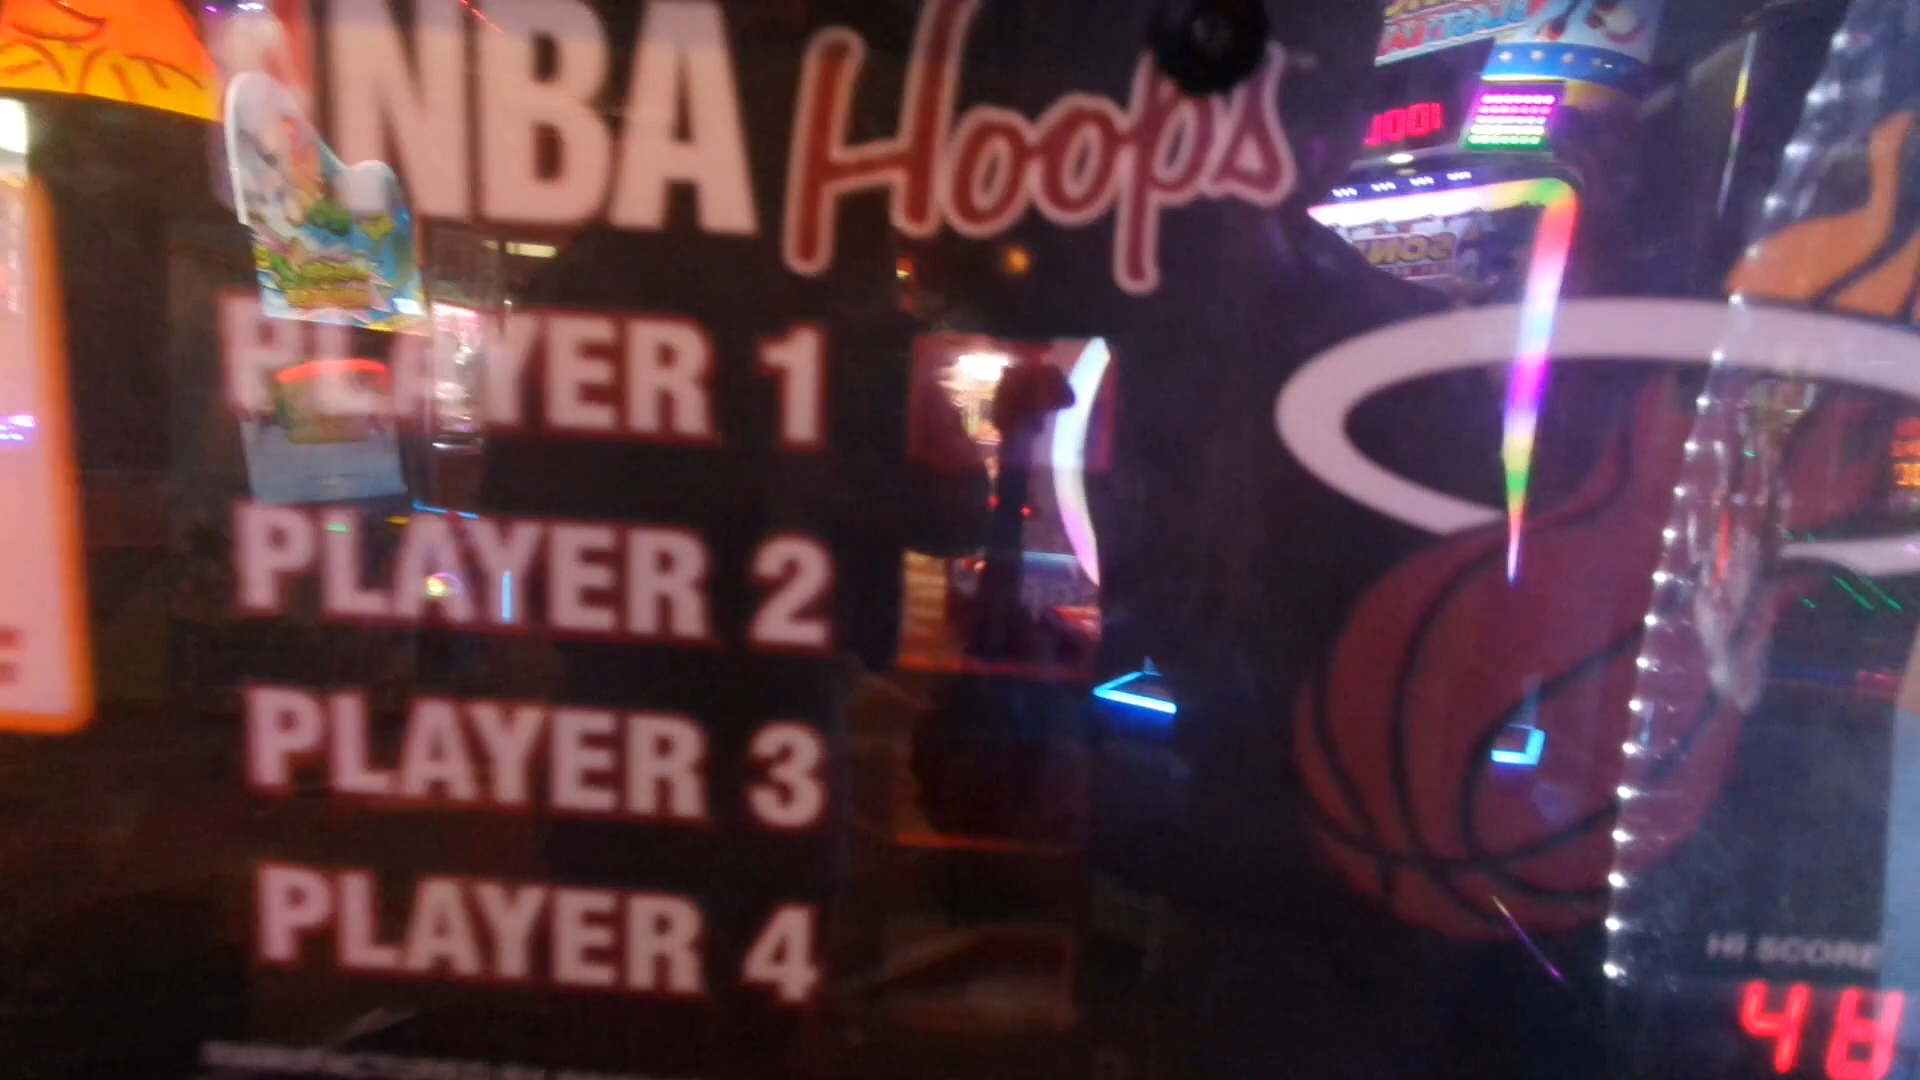 NBA Hoops
PLAYER 1
PLAYER 2
PLAYER 3
PLAYER 4
HI SCORE
48